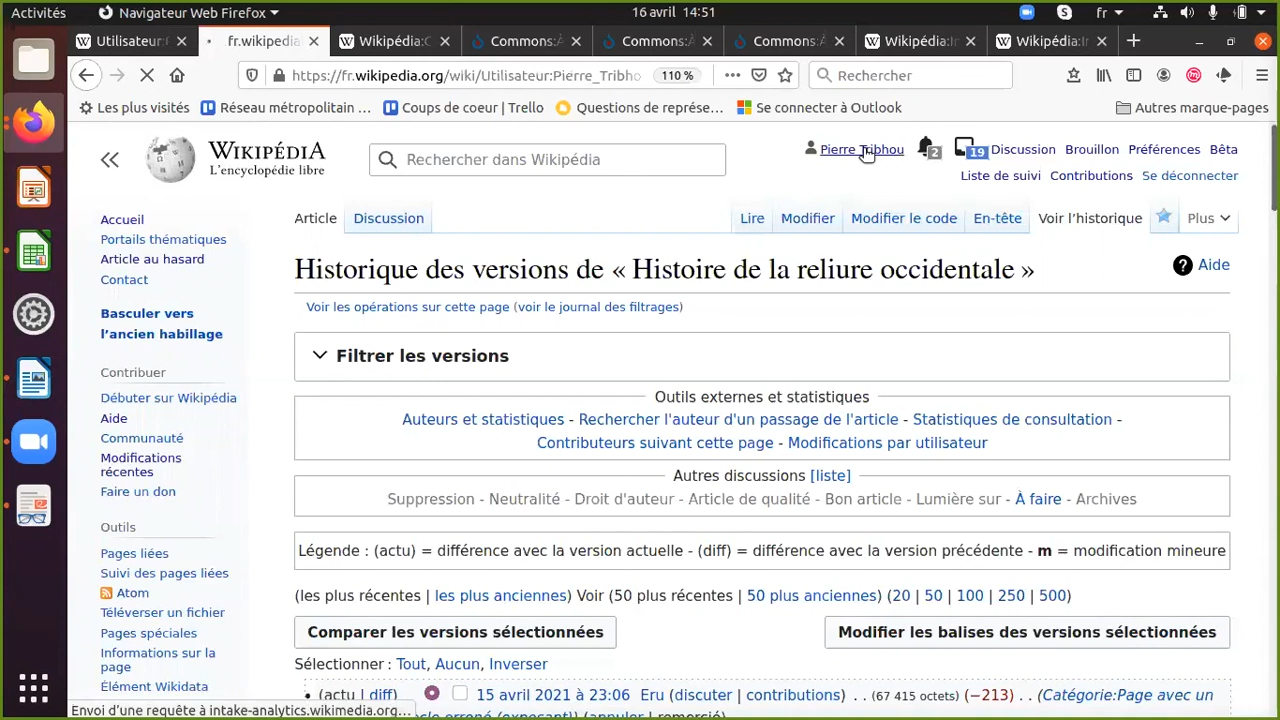 Activités Navigateur Web Firefox 16 avril 14:51 fr
Utilisateur: fr.wikipedia Wikipédia:C Commons: Commons: Commons: Wikipédia:I Wikipédia:I
https://fr.wikipedia.org/wiki/Utilisateur:Pierre_Tribho 110 % Rechercher
Les plus visités Réseau métropolitain … Coups de coeur | Trello Questions de représe… Se connecter à Outlook Autres marque-pages
WIKIPÉDIA
L'encyclopédie libre
Rechercher dans Wikipédia
Pierre Tribhou 2 19 Discussion Brouillon Préférences Bêta
Liste de suivi Contributions Se déconnecter
Accueil
Portails thématiques
Article au hasard
Contact
Basculer vers
l'ancien habillage
Contribuer
Débuter sur Wikipédia
Aide
Communauté
Modifications
récentes
Faire un don
Outils
Pages liées
Suivi des pages liées
Atom
Téléverser un fichier
Pages spéciales
Informations sur la
page
Élément Wikidata
Article Discussion Lire Modifier Modifier le code En-tête Voir l'historique Plus
Historique des versions de « Histoire de la reliure occidentale »
Aide
Voir les opérations sur cette page (voir le journal des filtrages)
Filtrer les versions
Outils externes et statistiques
Auteurs et statistiques - Rechercher l'auteur d'un passage de l'article - Statistiques de consultation -
Contributeurs suivant cette page - Modifications par utilisateur
Autres discussions [liste]
Suppression - Neutralité - Droit d'auteur - Article de qualité - Bon article - Lumière sur - À faire - Archives
Légende : (actu) = différence avec la version actuelle - (diff) = différence avec la version précédente - m = modification mineure
(les plus récentes | les plus anciennes) Voir (50 plus récentes | 50 plus anciennes) (20 | 50 | 100 | 250 | 500)
Comparer les versions sélectionnées Modifier les balises des versions sélectionnées
Sélectionner : Tout, Aucun, Inverser
(actu | diff) 15 avril 2021 à 23:06 Eru (discuter | contributions) . . (67 415 octets) (−213) . . (Catégorie:Page avec un
Envoi d'une requête à intake-analytics.wikimedia.org…